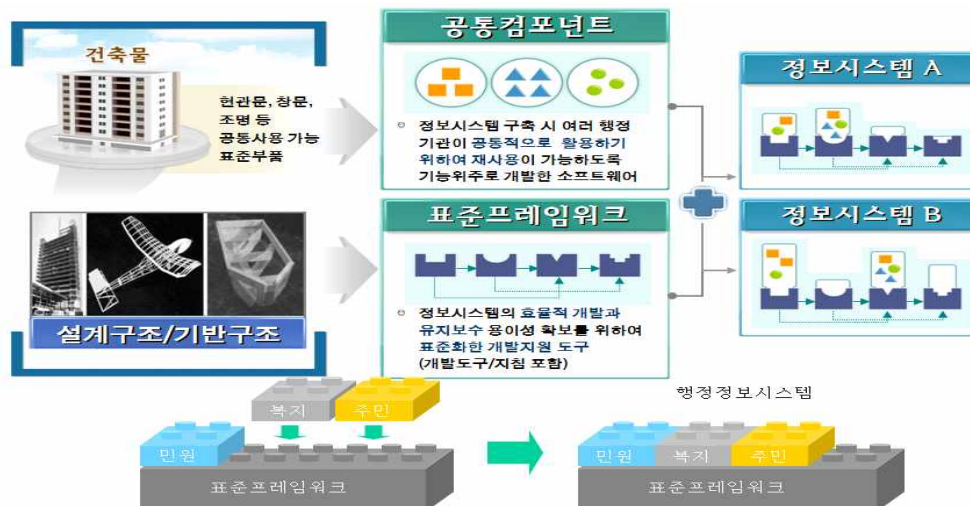 건축물
현관문, 창문,
조명 등
공동사용 가능
표준부품
설계구조/기반구조
공통컴포넌트
정보시스템 구축 시 여러 행정
기관이 공통적으로 활용하기
위하여 재사용이 가능하도록
기능위주로 개발한 소프트웨어
표준프레임워크
정보시스템의 효율적 개발과
유지보수 용이성 확보를 위하여
표준화한 개발지원 도구
(개발도구/지침 포함)
정보시스템 A
정보시스템 B
복지
주민
민원
표준프레임워크
행정정보시스템
민원
복지
주민
표준프레임워크